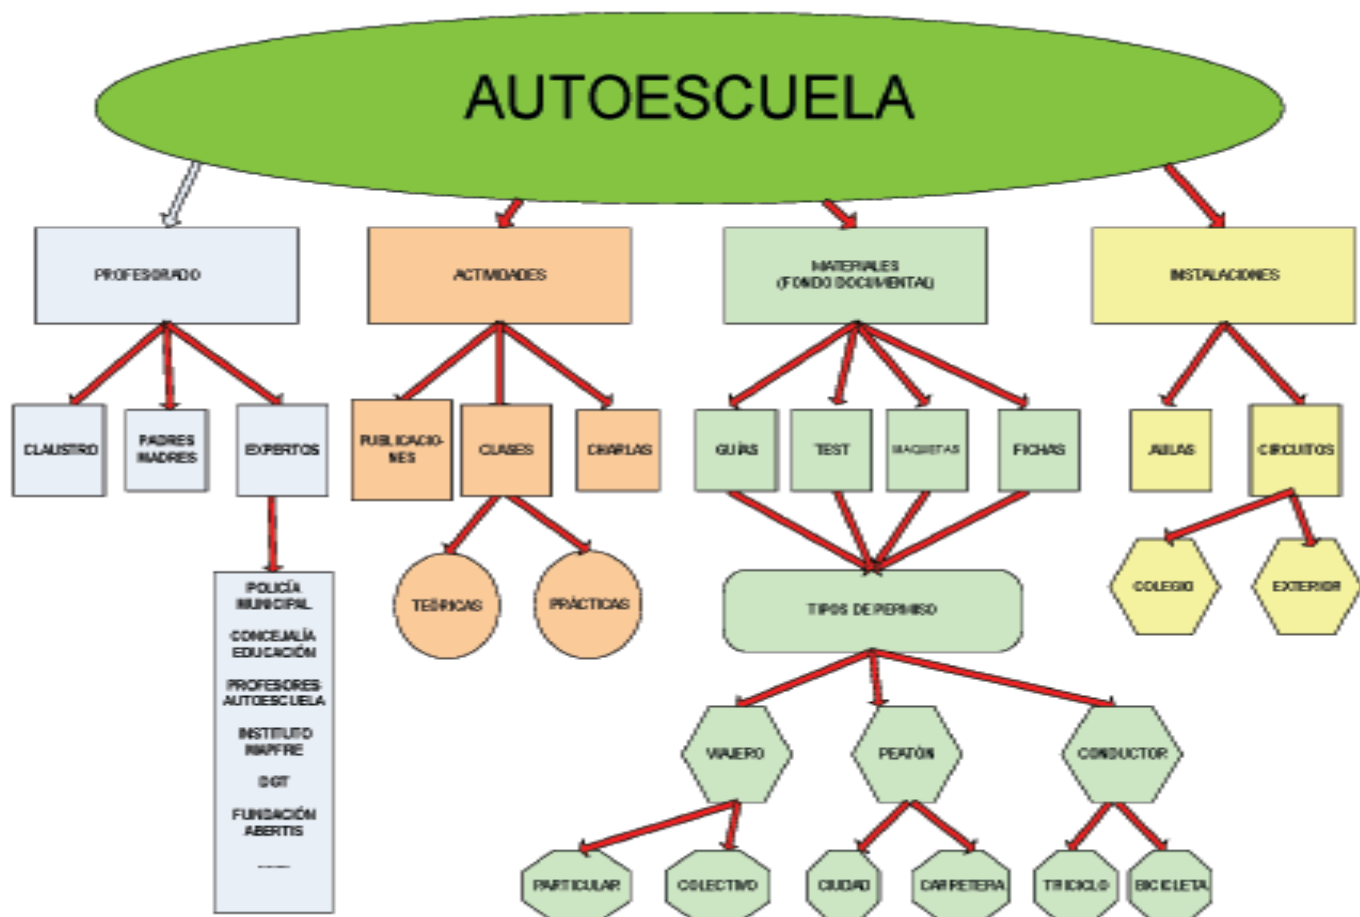 AUTOESCUELA
PROFESORADO
ACTIVIDADES
MATERIALES
(FONDO DOCUMENTAL)
INSTALACIONES
CLAUSTRO
PADRES
MADRES
EXPERTOS
PUBLICACIO-
NES
CLASES
CHARLAS
GUÍAS
TEST
MAQUETAS
FICHAS
AULAS
CIRCUITOS
POLICÍA
MUNICIPAL
CONCEJALÍA
EDUCACIÓN
PROFESORES
AUTOESCUELA
INSTITUTO
MAPFRE
DGT
FUNDACIÓN
ABERTIS
TEÓRICAS
PRÁCTICAS
TIPOS DE PERMISO
COLEGIO
EXTERIOR
VIAJERO
PEATÓN
CONDUCTOR
PARTICULAR
COLECTIVO
CIUDAD
CARRETERA
TRICICLO
BICICLETA